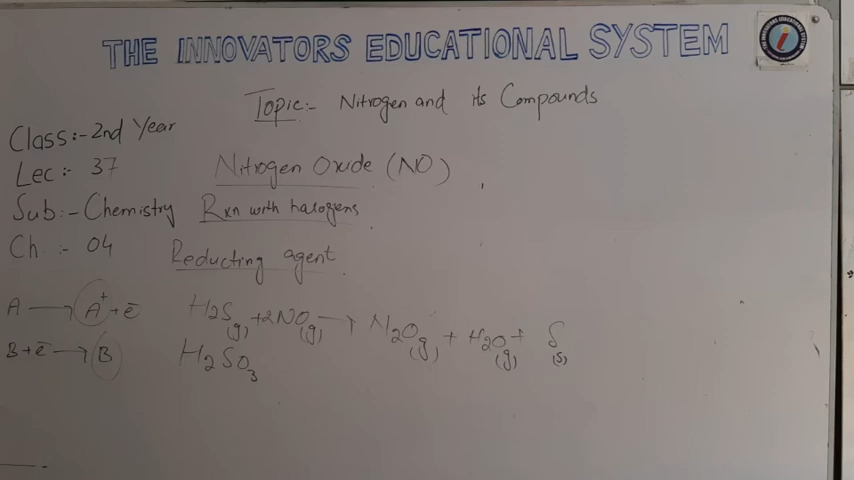 THE INNOVATORS EDUCATIONAL SYSTEM
Topic:- Nitrogen and its Compounds
Class:- 2nd Year
Lec:- 37
Nitrogen Oxide (NO)
Sub:- Chemistry
Rxn with halogens
Ch:- 04
Reducting agent
A → A⁺ + e⁻
H₂S(g) + 2NO(g) → N₂O(g) + H₂O(g) + S(s)
B + e⁻ → B
H₂SO₃